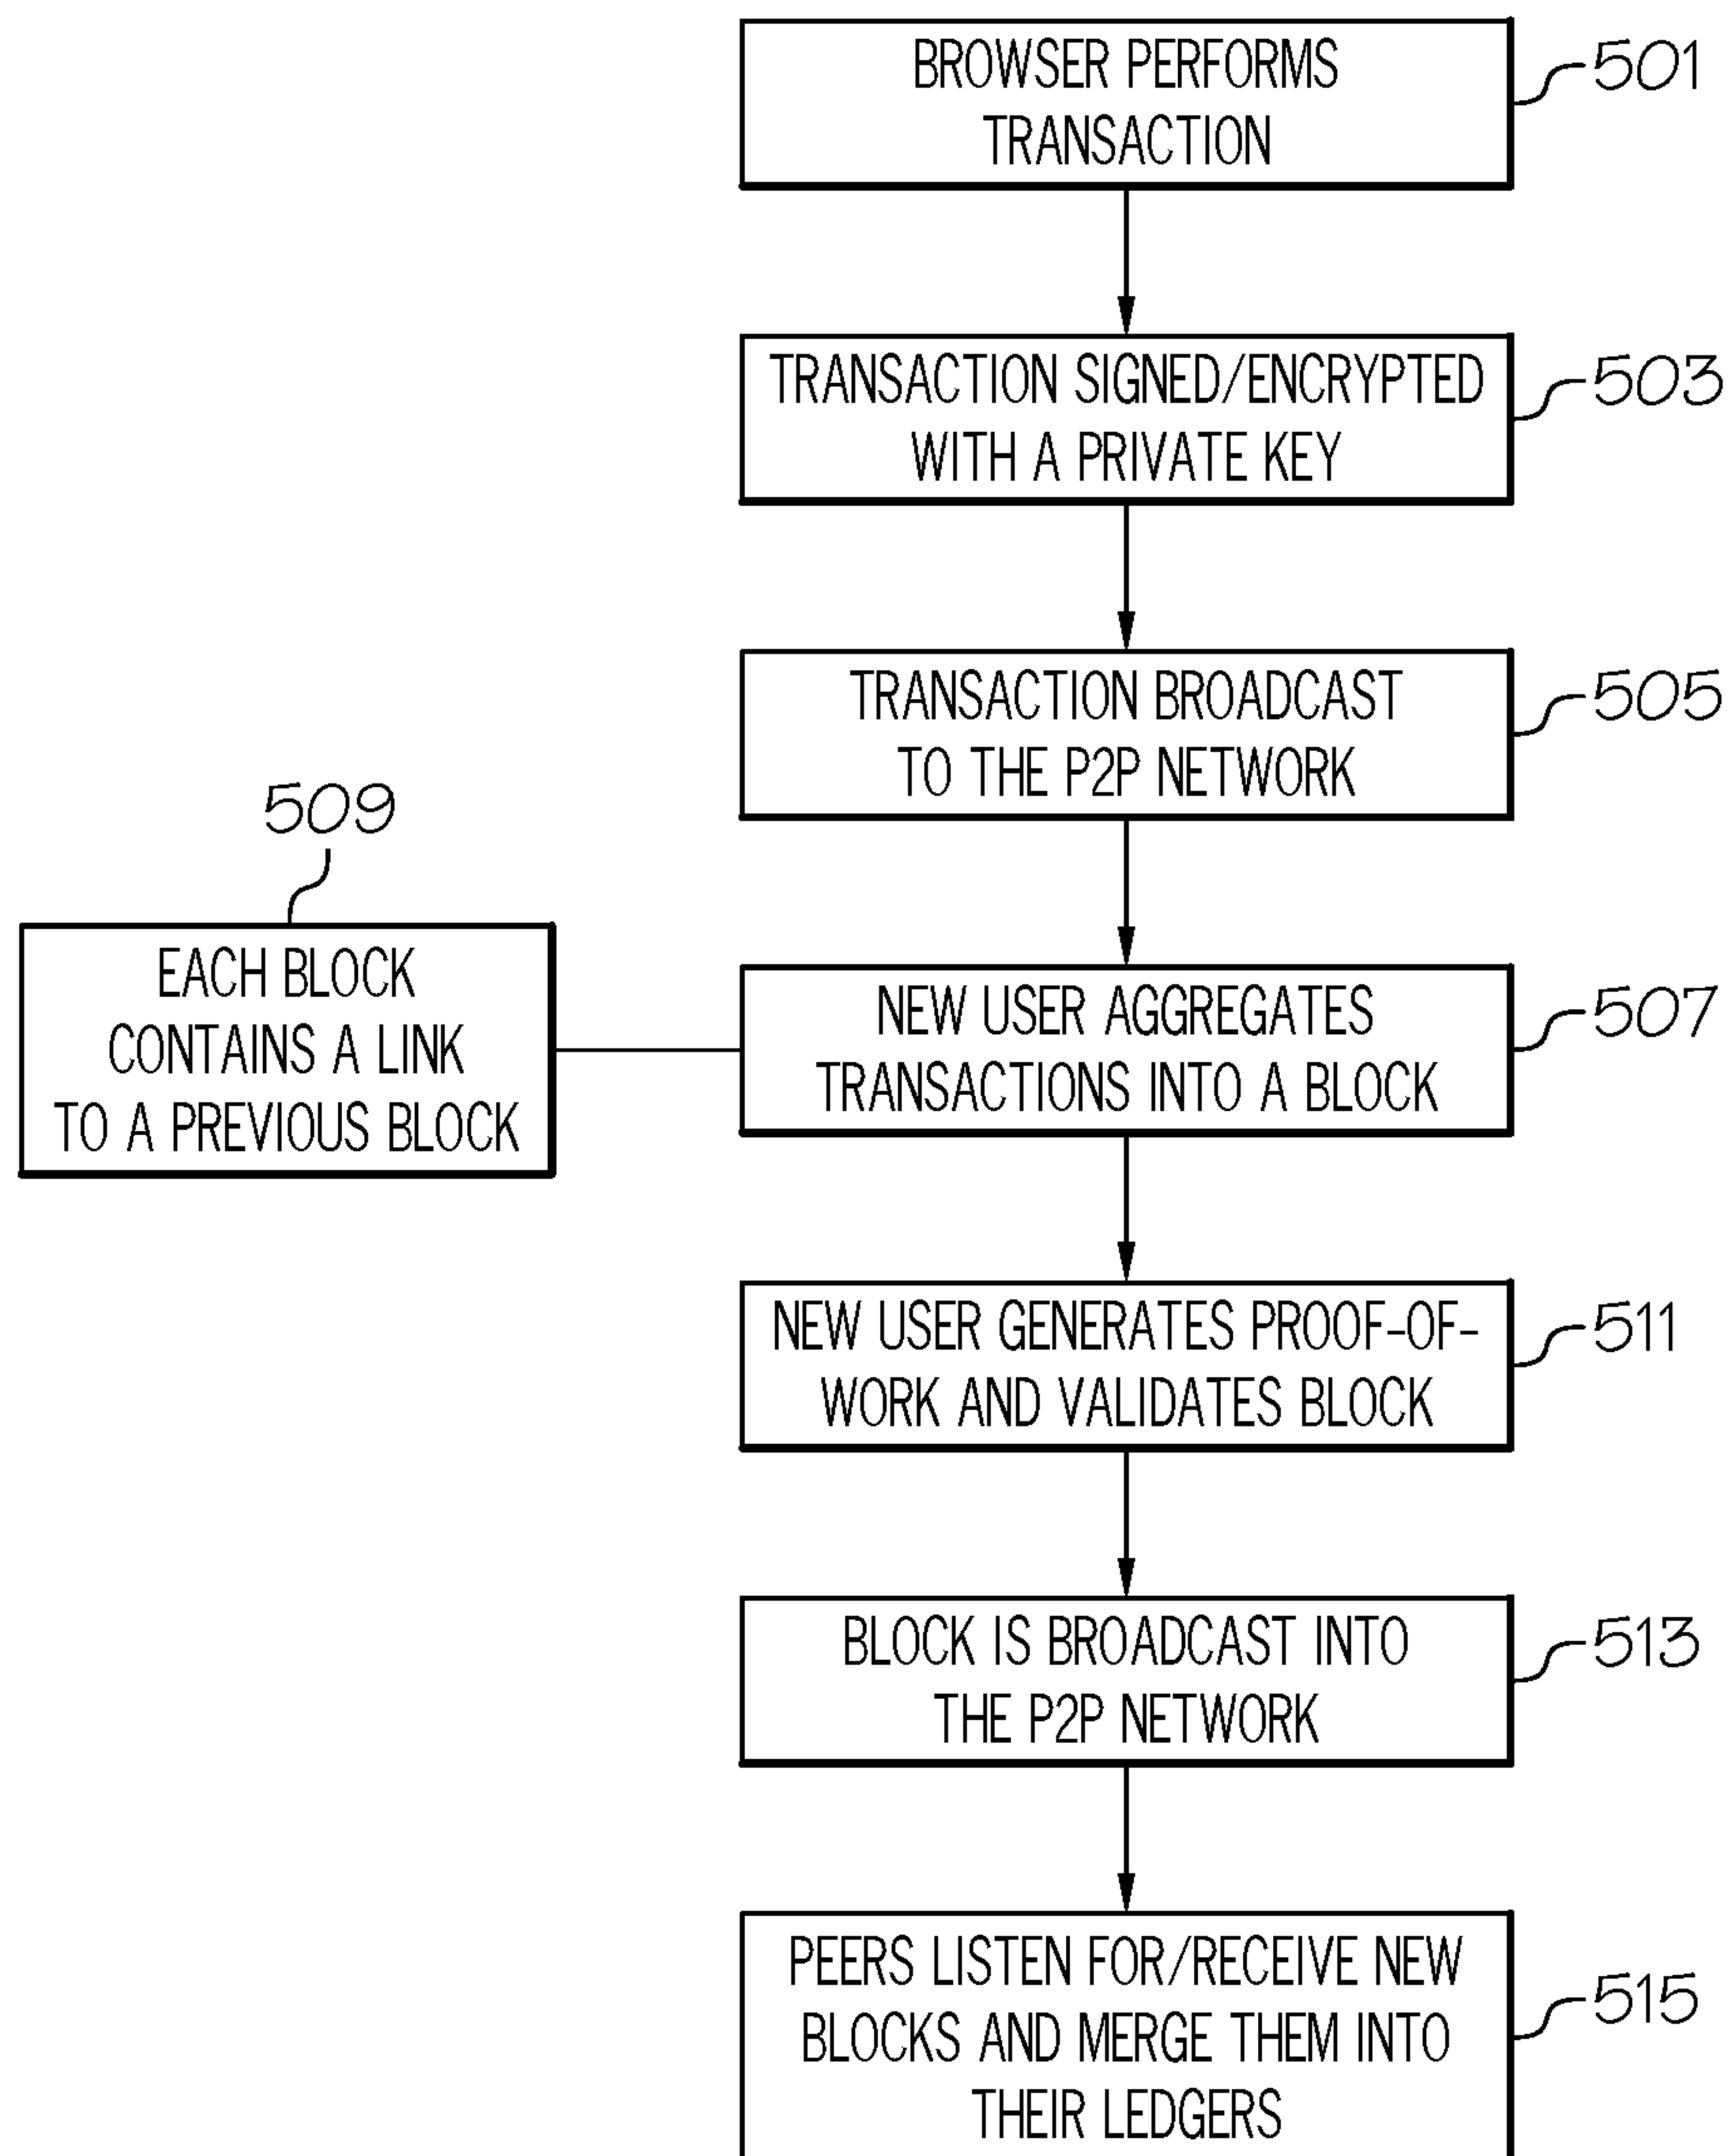 BROWSER PERFORMS
TRANSACTION
501
TRANSACTION SIGNED/ENCRYPTED
WITH A PRIVATE KEY
503
TRANSACTION BROADCAST
TO THE P2P NETWORK
505
509
EACH BLOCK
CONTAINS A LINK
TO A PREVIOUS BLOCK
NEW USER AGGREGATES
TRANSACTIONS INTO A BLOCK
507
NEW USER GENERATES PROOF-OF-
WORK AND VALIDATES BLOCK
511
BLOCK IS BROADCAST INTO
THE P2P NETWORK
513
PEERS LISTEN FOR/RECEIVE NEW
BLOCKS AND MERGE THEM INTO
THEIR LEDGERS
515